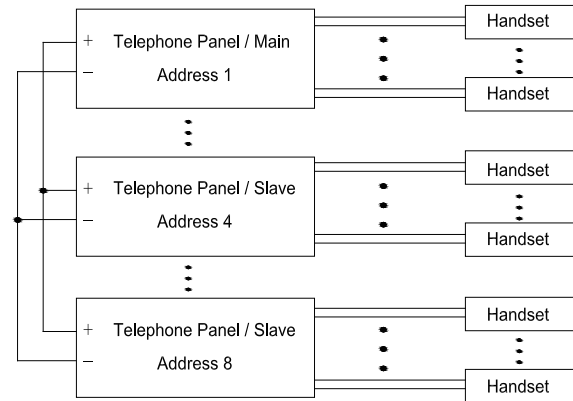 Telephone Panel / Main
Address 1
+
−
Handset
Handset
Telephone Panel / Slave
Address 4
+
−
Handset
Handset
Telephone Panel / Slave
Address 8
+
−
Handset
Handset